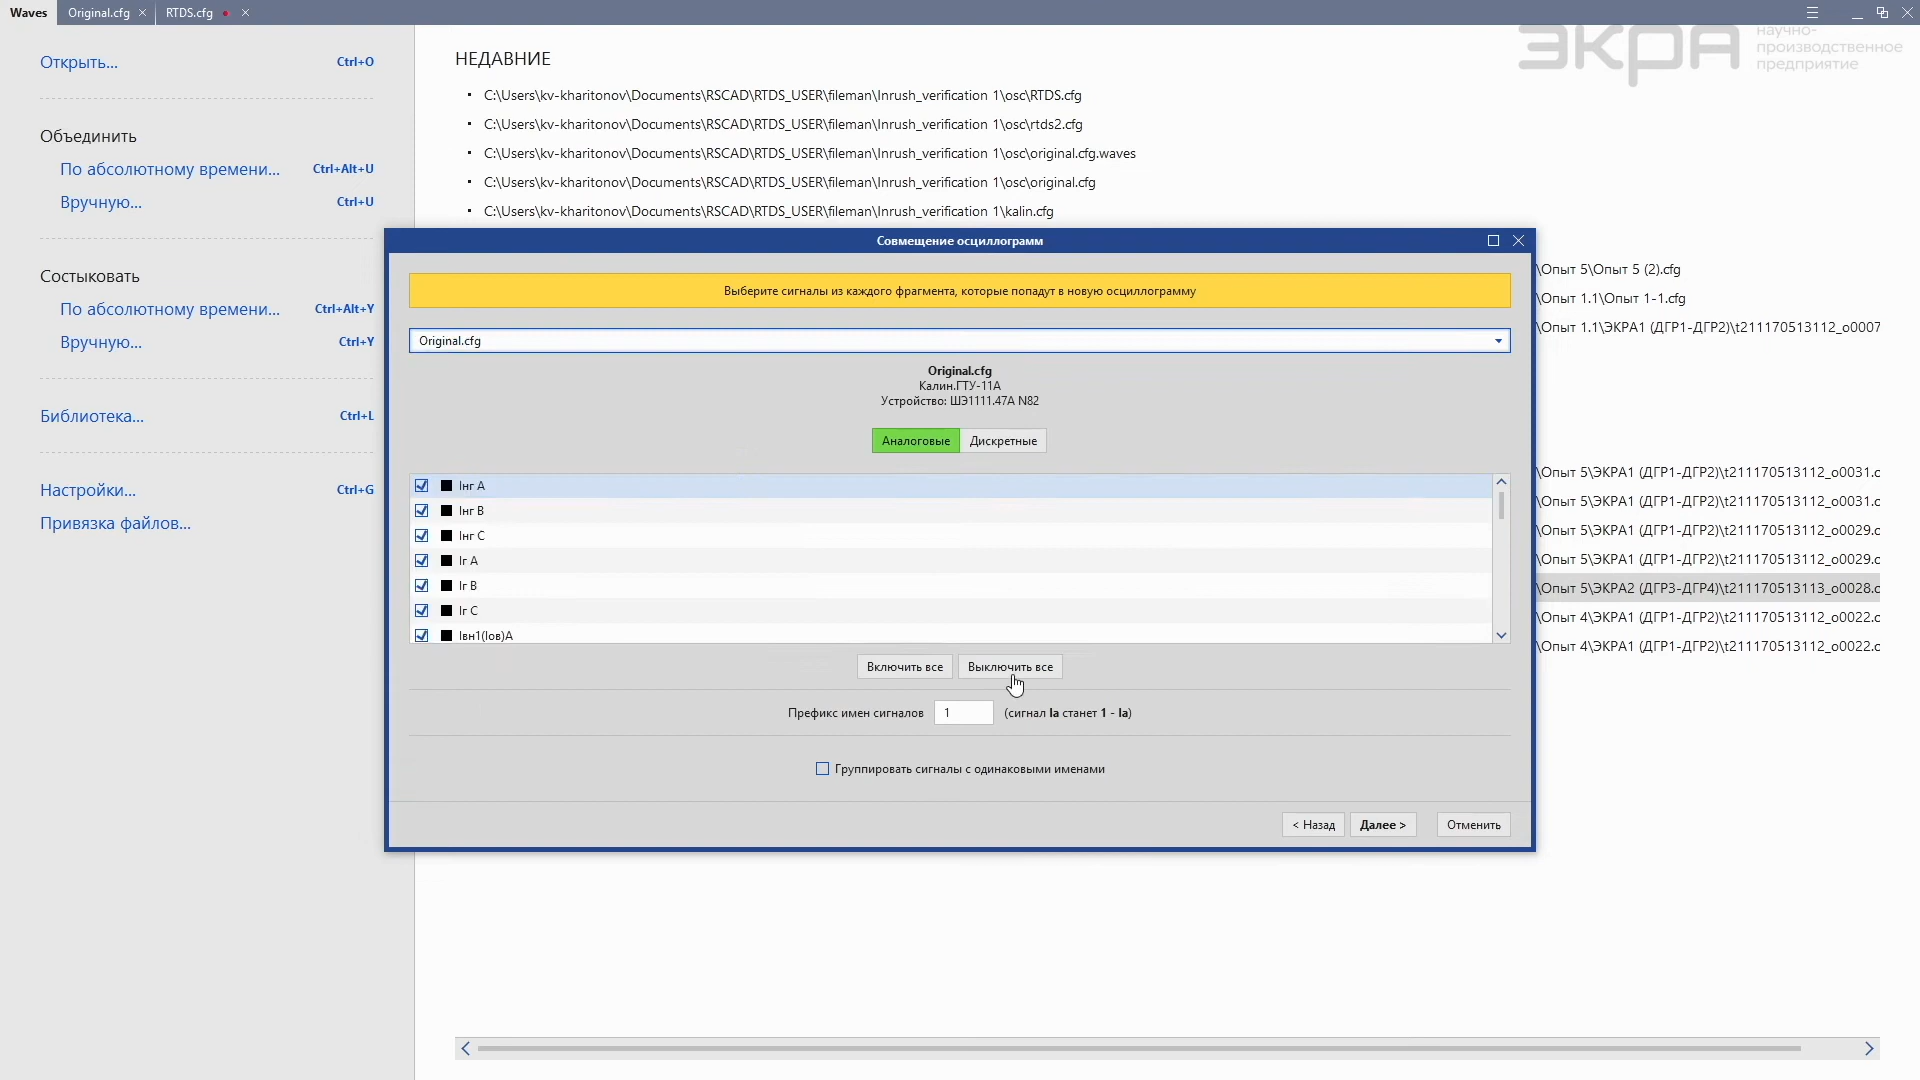 Waves
Original.cfg
RTDS.cfg
Открыть...
Ctrl+O
Объединить
По абсолютному времени...
Ctrl+Alt+U
Вручную...
Ctrl+U
Состыковать
По абсолютному времени...
Ctrl+Alt+Y
Вручную...
Ctrl+Y
Библиотека...
Ctrl+L
Настройки...
Ctrl+G
Привязка файлов...
экра
научно-
производственное
предприятие
НЕДАВНИЕ
C:\Users\kv-kharitonov\Documents\RSCAD\RTDS_USER\fileman\Inrush_verification 1\osc\RTDS.cfg
C:\Users\kv-kharitonov\Documents\RSCAD\RTDS_USER\fileman\Inrush_verification 1\osc\rtds2.cfg
C:\Users\kv-kharitonov\Documents\RSCAD\RTDS_USER\fileman\Inrush_verification 1\osc\original.cfg.waves
C:\Users\kv-kharitonov\Documents\RSCAD\RTDS_USER\fileman\Inrush_verification 1\osc\original.cfg
C:\Users\kv-kharitonov\Documents\RSCAD\RTDS_USER\fileman\Inrush_verification 1\kalin.cfg
\Опыт 5\Опыт 5 (2).cfg
\Опыт 1.1\Опыт 1-1.cfg
\Опыт 1.1\ЭКРА1 (ДГР1-ДГР2)\t211170513112_o0007
\Опыт 5\ЭКРА1 (ДГР1-ДГР2)\t211170513112_o0031.c
\Опыт 5\ЭКРА1 (ДГР1-ДГР2)\t211170513112_o0031.c
\Опыт 5\ЭКРА1 (ДГР1-ДГР2)\t211170513112_o0029.c
\Опыт 5\ЭКРА1 (ДГР1-ДГР2)\t211170513112_o0029.c
\Опыт 5\ЭКРА2 (ДГР3-ДГР4)\t211170513113_o0028.c
\Опыт 4\ЭКРА1 (ДГР1-ДГР2)\t211170513112_o0022.c
\Опыт 4\ЭКРА1 (ДГР1-ДГР2)\t211170513112_o0022.c
Совмещение осциллограмм
Выберите сигналы из каждого фрагмента, которые попадут в новую осциллограмму
Original.cfg
Original.cfg
Калин.ГТУ-11А
Устройство: ШЭ1111.47А N82
Аналоговые
Дискретные
Iнг A
Iнг B
Iнг C
Iг A
Iг B
Iг C
Iвн1(Iов)A
Включить все
Выключить все
Префикс имен сигналов
1
(сигнал Ia станет 1 - Ia)
Группировать сигналы с одинаковыми именами
< Назад
Далее >
Отменить